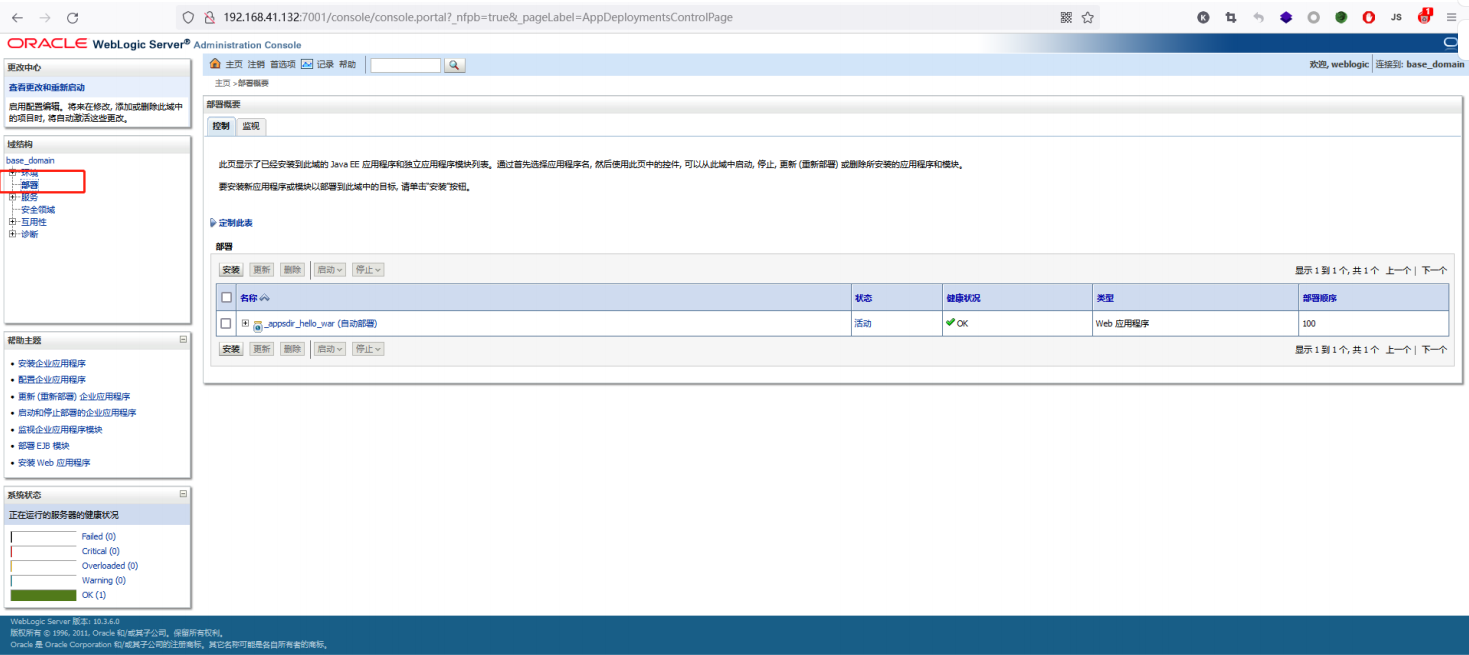 192.168.41.132:7001/console/console.portal?_nfpb=true&_pageLabel=AppDeploymentsControlPage
JS
1
ORACLE WebLogic Server® Administration Console
更改中心
查看更改和重新启动
启用配置编辑。将来在修改, 添加或删除此域中
的项目时, 将自动激活这些更改。
域结构
base_domain
环境
部署
服务
安全领域
互用性
诊断
帮助主题
安装企业应用程序
配置企业应用程序
更新 (重新部署) 企业应用程序
启动和停止部署的企业应用程序
监视企业应用程序模块
部署 EJB 模块
安装 Web 应用程序
系统状态
正在运行的服务器的健康状况
Failed (0)
Critical (0)
Overloaded (0)
Warning (0)
OK (1)
主页 注销 首选项 记录 帮助
欢迎, weblogic 连接到: base_domain
主页 >部署概要
部署概要
控制 监视
此页显示了已经安装到此域的 Java EE 应用程序和独立应用程序模块列表。通过首先选择应用程序名, 然后使用此页中的控件, 可以从此域中启动, 停止, 更新 (重新部署) 或删除所安装的应用程序和模块。
要安装新应用程序或模块以部署到此域中的目标, 请单击"安装"按钮。
定制此表
部署
安装 更新 删除 启动 停止 显示 1 到 1 个, 共 1 个 上一个 | 下一个
名称 状态 健康状况 类型 部署顺序
_appsdir_hello_war (自动部署) 活动 OK Web 应用程序 100
安装 更新 删除 启动 停止 显示 1 到 1 个, 共 1 个 上一个 | 下一个
WebLogic Server 版本: 10.3.6.0
版权所有 © 1996, 2011, Oracle 和/或其子公司。保留所有权利。
Oracle 是 Oracle Corporation 和/或其子公司的注册商标。其它名称可能是各自所有者的商标。